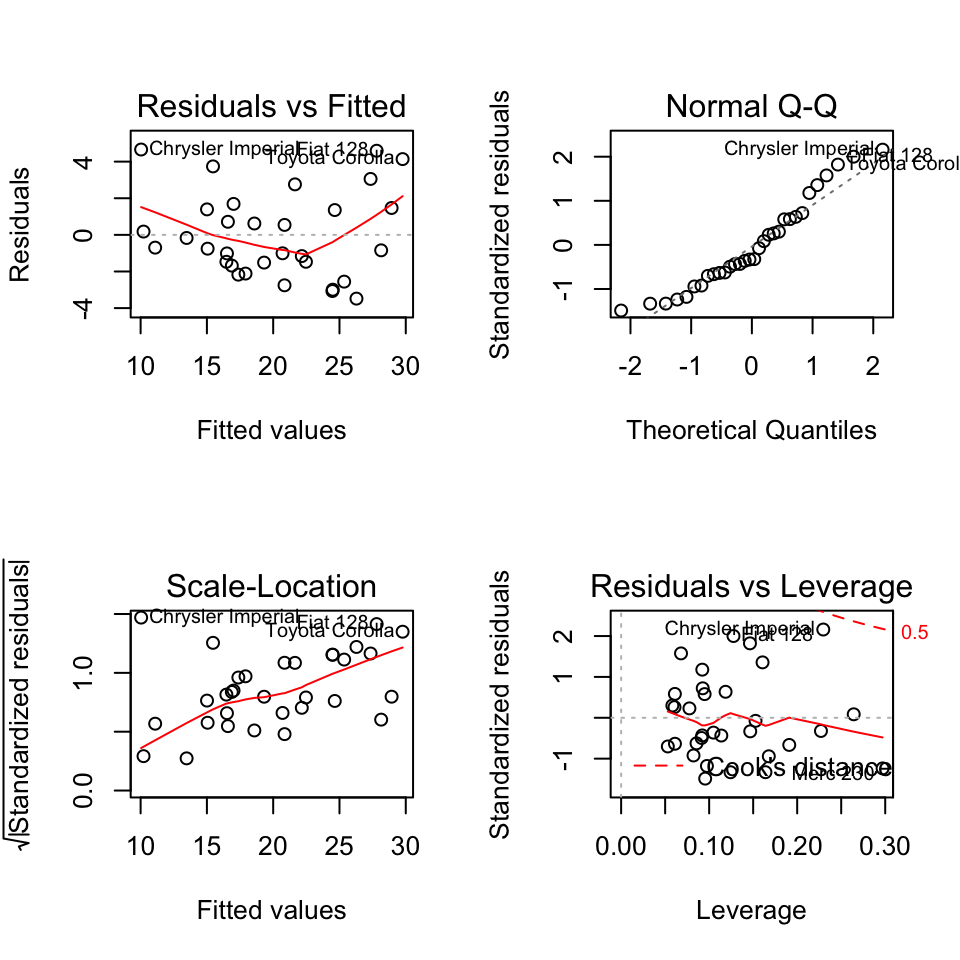 Residuals vs Fitted
Residuals
4
0
-4
Chrysler Imperial
Fiat 128
Toyota Corolla
10 15 20 25 30
Fitted values
Normal Q-Q
Standardized residuals
2
1
0
-1
Chrysler Imperial
Fiat 128
Toyota Corol
-2 -1 0 1 2
Theoretical Quantiles
Scale-Location
√|Standardized residuals|
1.0
0.0
Chrysler Imperial
Fiat 128
Toyota Corolla
10 15 20 25 30
Fitted values
Residuals vs Leverage
Standardized residuals
2
1
-1
Chrysler Imperial
Fiat 128
0.5
Cook's distance
Merc 230
0.00 0.10 0.20 0.30
Leverage